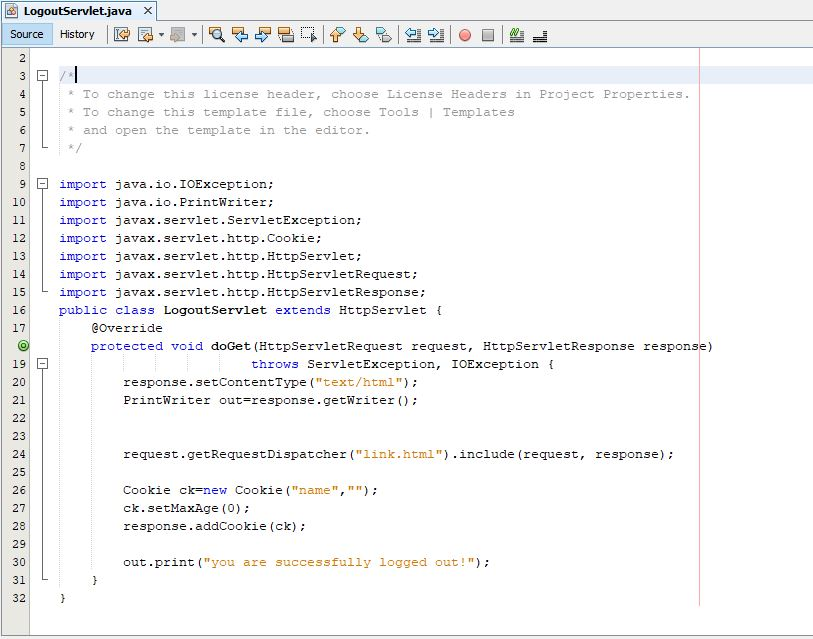 LogoutServlet.java
Source History
2
3 /*
4 * To change this license header, choose License Headers in Project Properties.
5 * To change this template file, choose Tools | Templates
6 * and open the template in the editor.
7 */
8
9 import java.io.IOException;
10 import java.io.PrintWriter;
11 import javax.servlet.ServletException;
12 import javax.servlet.http.Cookie;
13 import javax.servlet.http.HttpServlet;
14 import javax.servlet.http.HttpServletRequest;
15 import javax.servlet.http.HttpServletResponse;
16 public class LogoutServlet extends HttpServlet {
17 @Override
protected void doGet(HttpServletRequest request, HttpServletResponse response)
19 throws ServletException, IOException {
20 response.setContentType("text/html");
21 PrintWriter out=response.getWriter();
22
23
24 request.getRequestDispatcher("link.html").include(request, response);
25
26 Cookie ck=new Cookie("name","");
27 ck.setMaxAge(0);
28 response.addCookie(ck);
29
30 out.print("you are successfully logged out!");
31 }
32 }